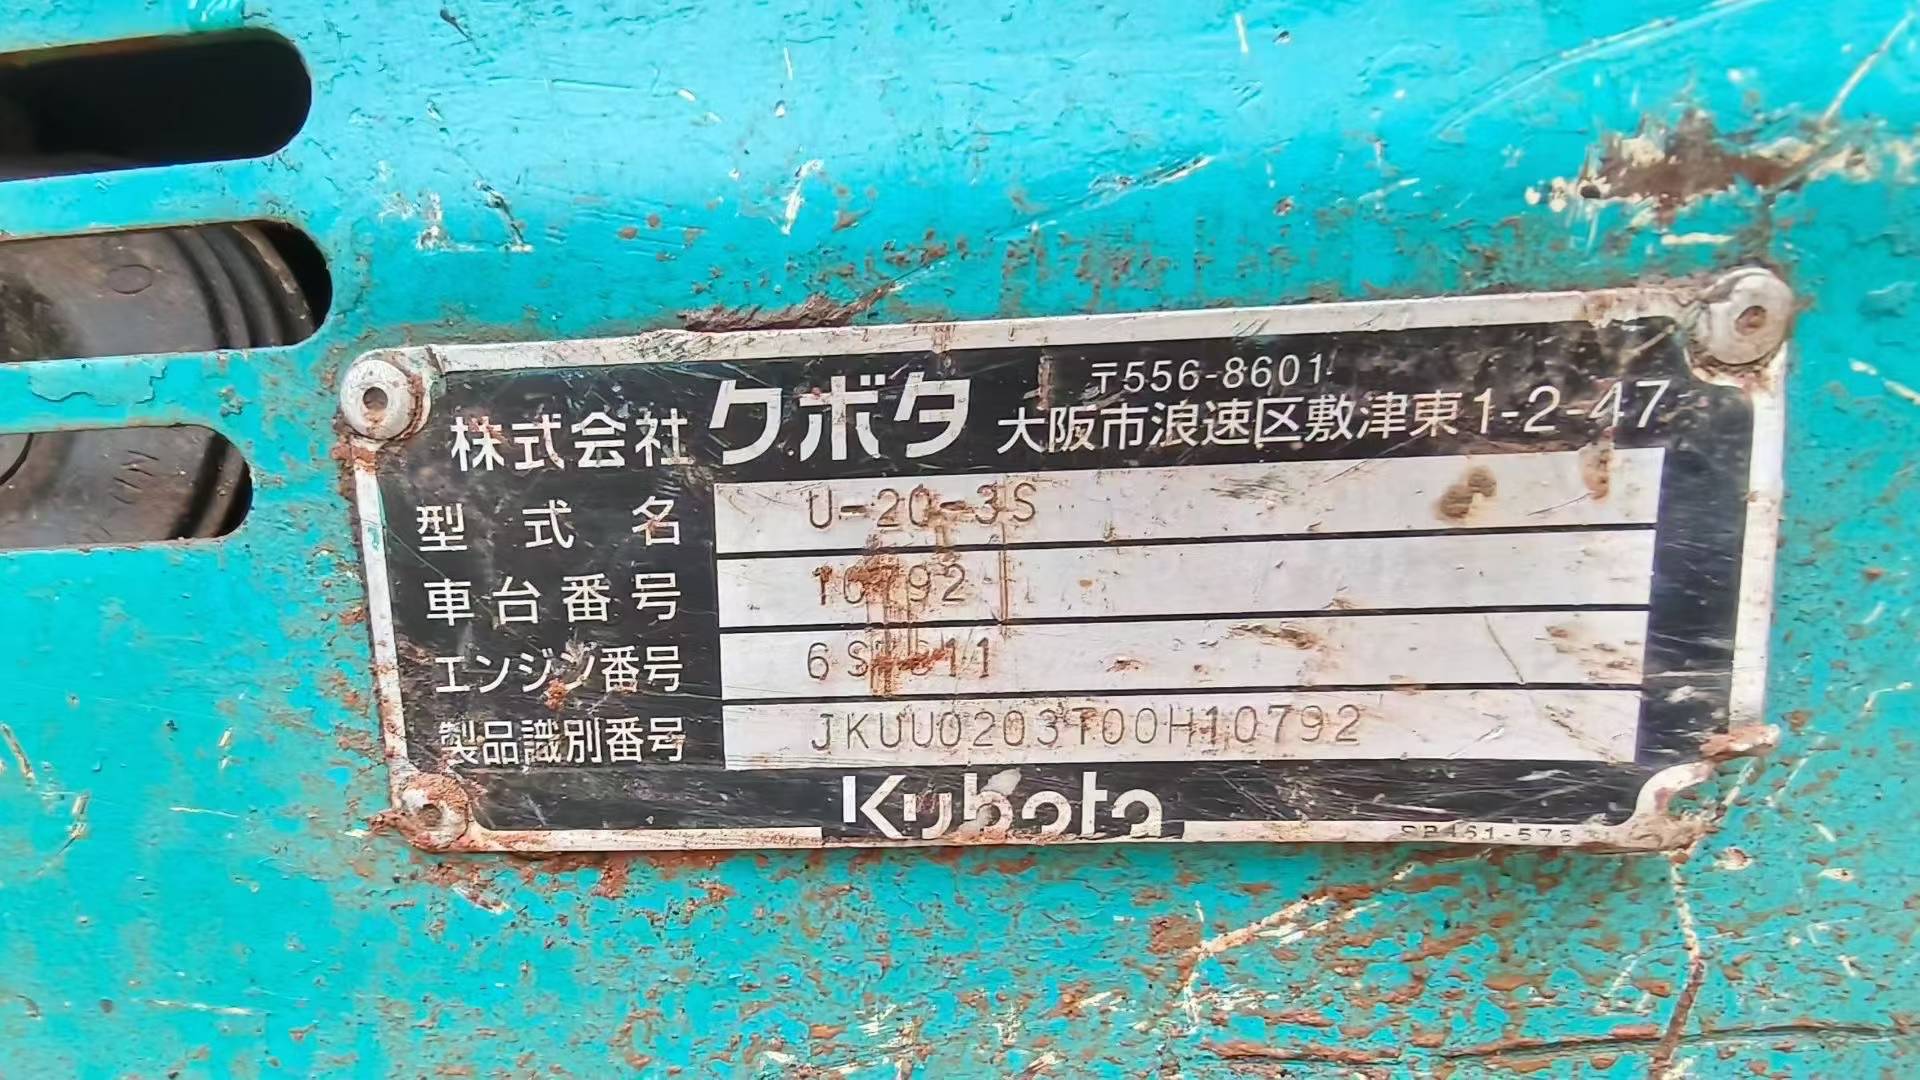 〒556-8601
株式会社クボタ 大阪市浪速区敷津東1-2-47
型式名 U-20-3S
車台番号 10792
エンジン番号
製品識別番号 JKUU0203T00H10792
Kubota